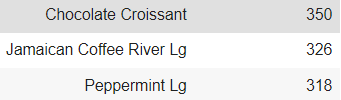 Chocolate Croissant 350
Jamaican Coffee River Lg 326
Peppermint Lg 318